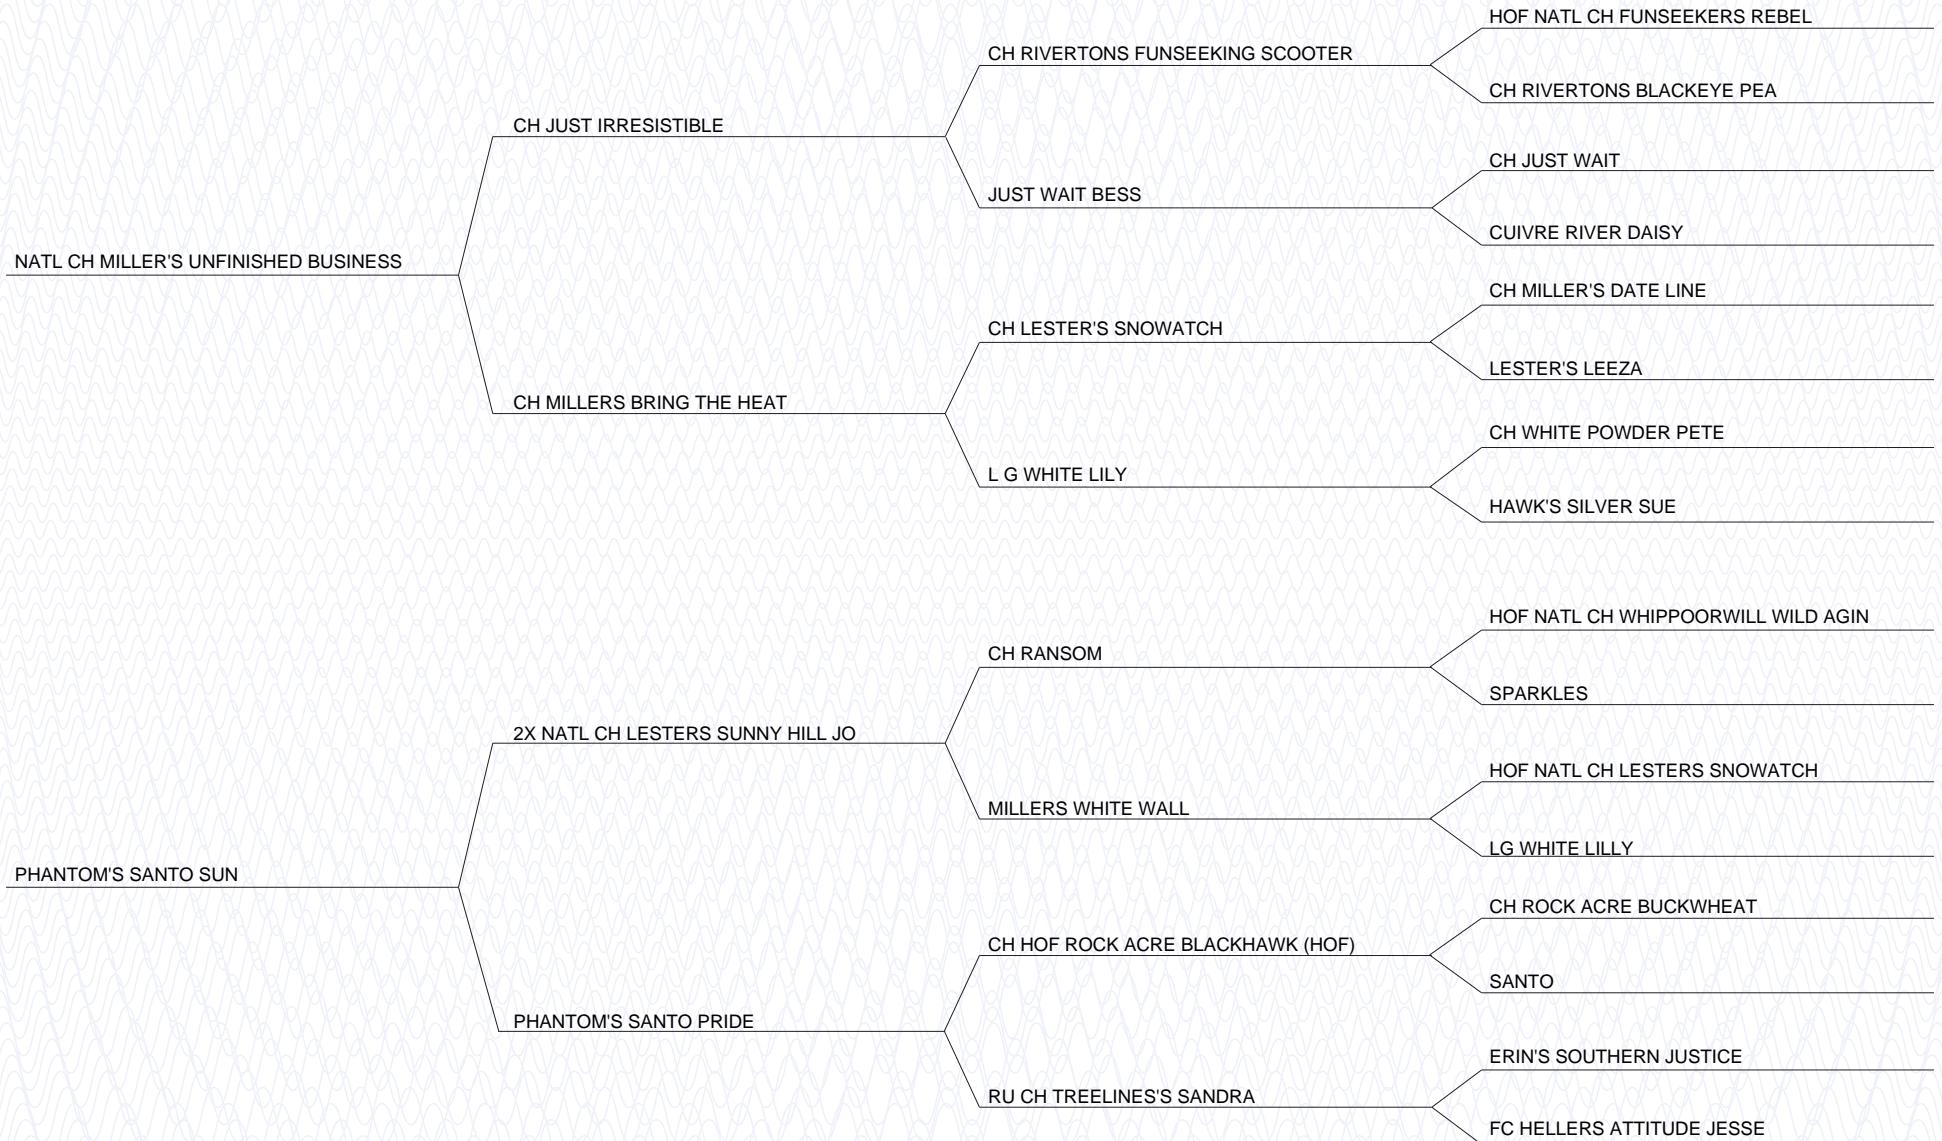 HOF NATL CH FUNSEEKERS REBEL
CH RIVERTONS FUNSEEKING SCOOTER
CH RIVERTONS BLACKEYE PEA
CH JUST IRRESISTIBLE
CH JUST WAIT
JUST WAIT BESS
CUIVRE RIVER DAISY
NATL CH MILLER'S UNFINISHED BUSINESS
CH MILLER'S DATE LINE
CH LESTER'S SNOWATCH
LESTER'S LEEZA
CH MILLERS BRING THE HEAT
CH WHITE POWDER PETE
L G WHITE LILY
HAWK'S SILVER SUE
HOF NATL CH WHIPPOORWILL WILD AGIN
CH RANSOM
SPARKLES
2X NATL CH LESTERS SUNNY HILL JO
HOF NATL CH LESTERS SNOWATCH
MILLERS WHITE WALL
LG WHITE LILLY
PHANTOM'S SANTO SUN
CH ROCK ACRE BUCKWHEAT
CH HOF ROCK ACRE BLACKHAWK (HOF)
SANTO
PHANTOM'S SANTO PRIDE
ERIN'S SOUTHERN JUSTICE
RU CH TREELINES'S SANDRA
FC HELLERS ATTITUDE JESSE